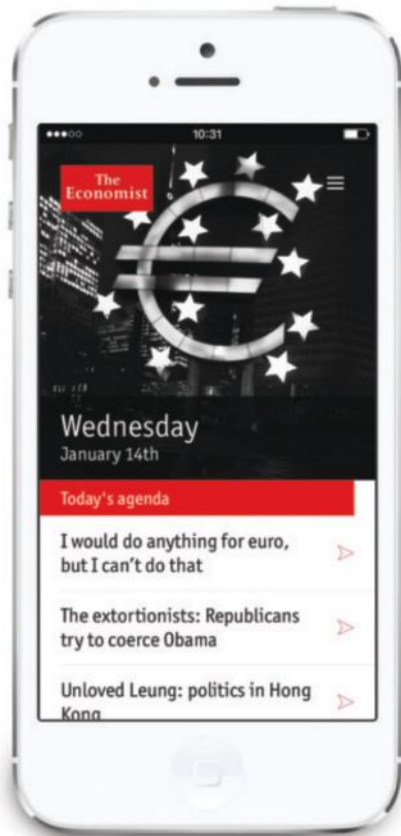 10:31
The
Economist
Wednesday
January 14th
Today's agenda
I would do anything for euro,
but I can't do that
The extortionists: Republicans
try to coerce Obama
Unloved Leung: politics in Hong
Kong